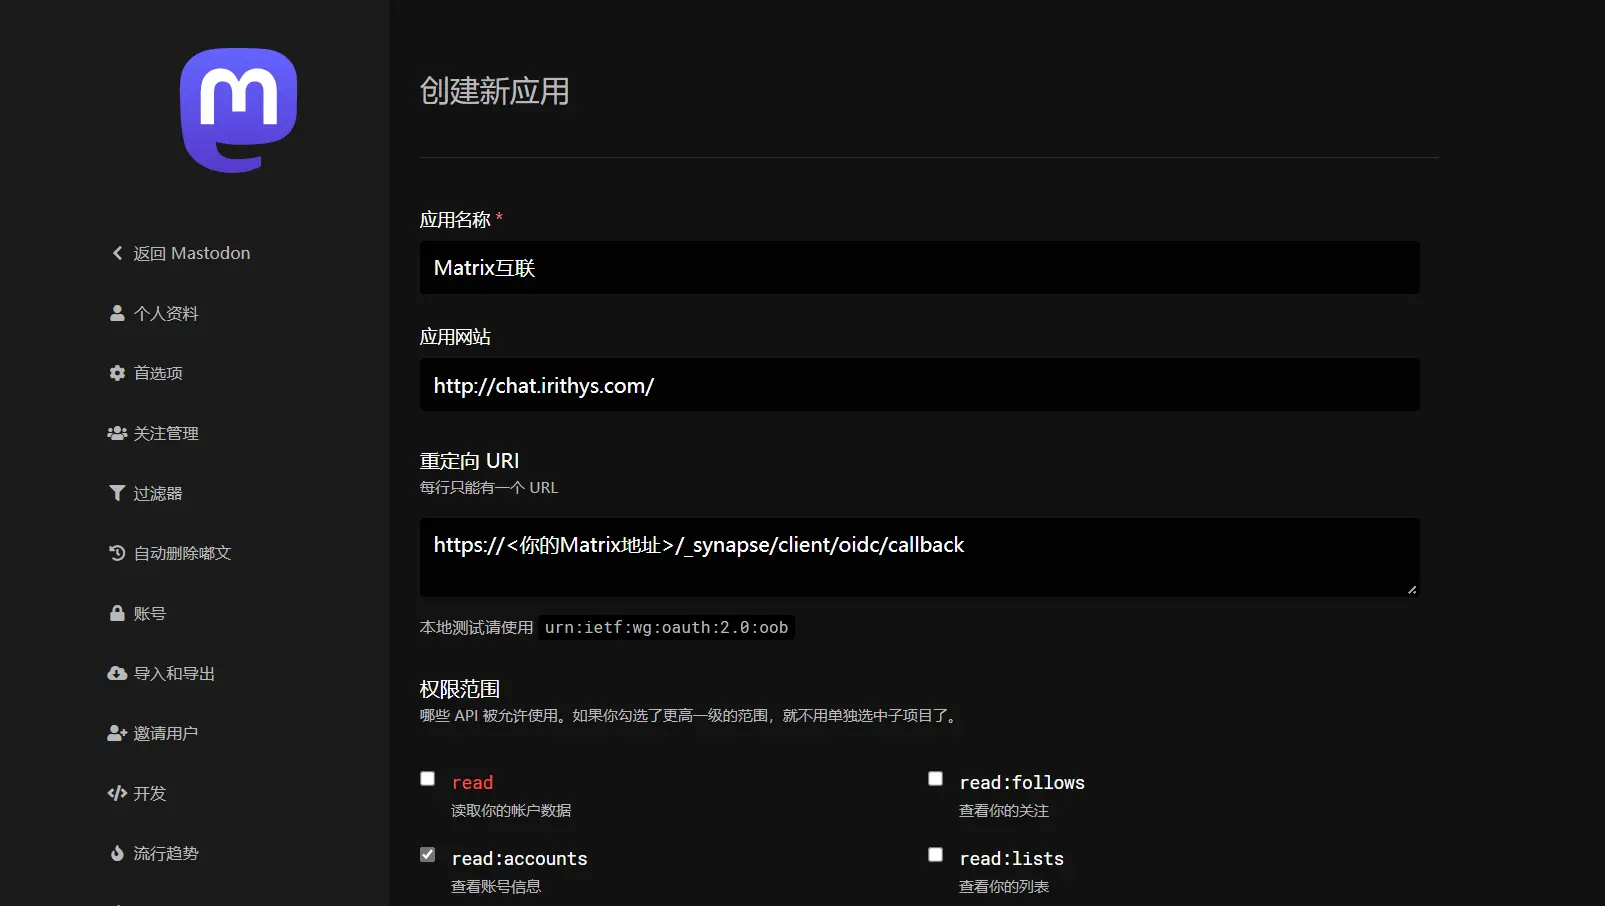 创建新应用
返回 Mastodon
个人资料
首选项
关注管理
过滤器
自动删除嘟文
账号
导入和导出
邀请用户
开发
流行趋势
应用名称 *
Matrix互联
应用网站
http://chat.irithys.com/
重定向 URI
每行只能有一个 URL
https://<你的Matrix地址>/_synapse/client/oidc/callback
本地测试请使用 urn:ietf:wg:oauth:2.0:oob
权限范围
哪些 API 被允许使用。如果你勾选了更高一级的范围，就不用单独选中子项目了。
read
读取你的帐户数据
read:follows
查看你的关注
read:accounts
查看账号信息
read:lists
查看你的列表